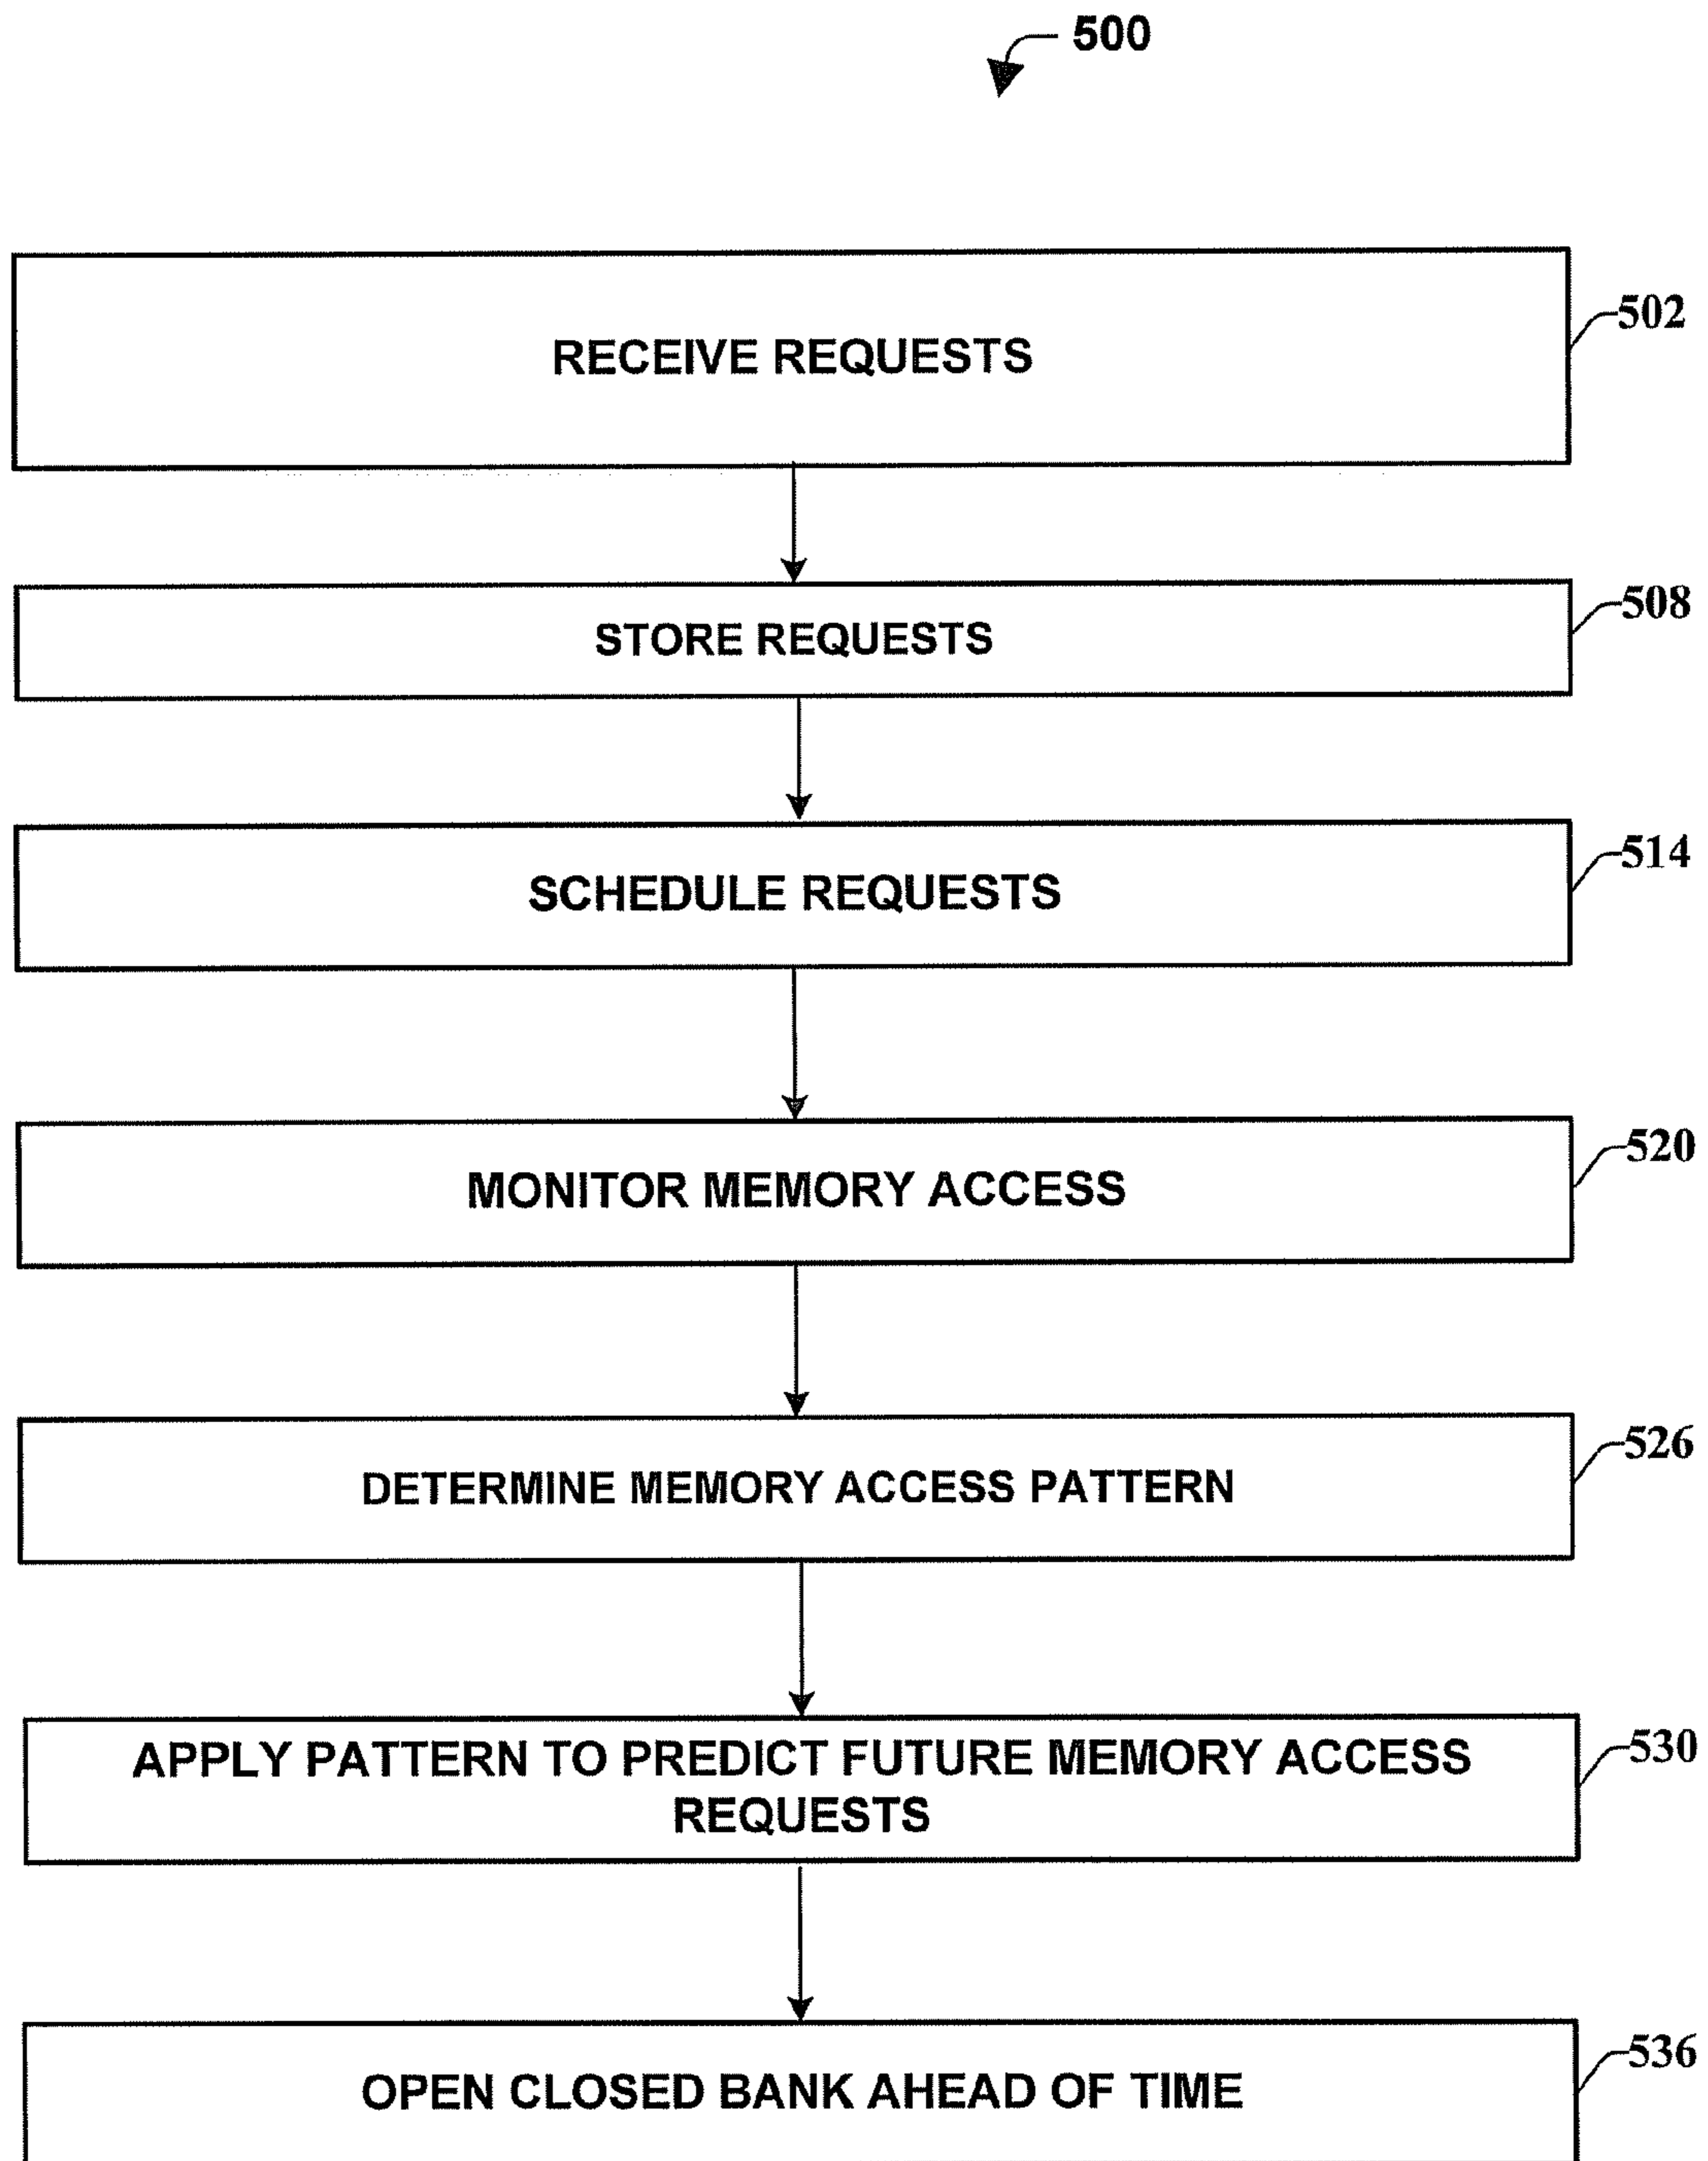 500
RECEIVE REQUESTS
502
STORE REQUESTS
508
SCHEDULE REQUESTS
514
MONITOR MEMORY ACCESS
520
DETERMINE MEMORY ACCESS PATTERN
526
APPLY PATTERN TO PREDICT FUTURE MEMORY ACCESS
REQUESTS
530
OPEN CLOSED BANK AHEAD OF TIME
536